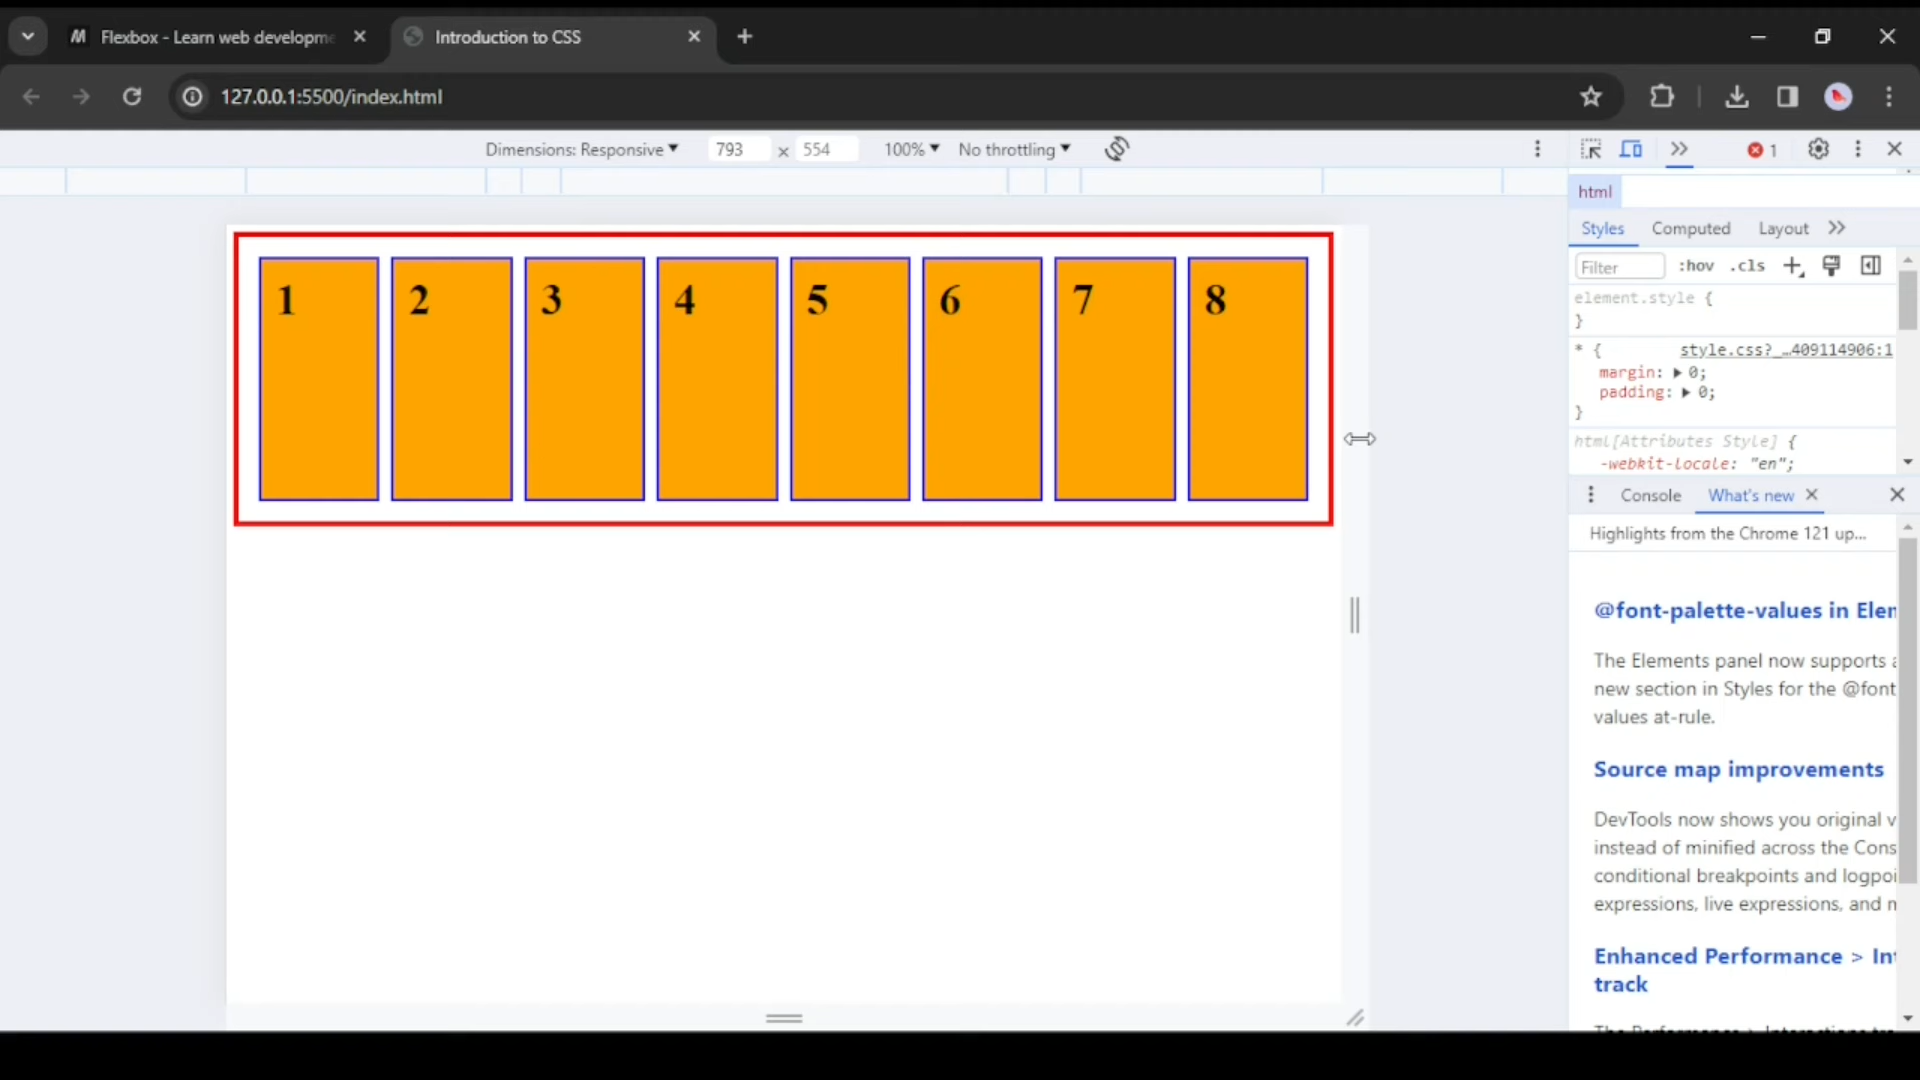 Flexbox - Learn web developme
Introduction to CSS
127.0.0.1:5500/index.html
Dimensions: Responsive 793 x 554 100% No throttling
1
html
Styles Computed Layout
Filter :hov .cls
element.style {
}
* { style.css?_…409114906:1
margin: 0;
padding: 0;
}
html[Attributes Style] {
-webkit-locale: "en";
1 2 3 4 5 6 7 8
Console What's new
Highlights from the Chrome 121 up...
@font-palette-values in Elem
The Elements panel now supports a
new section in Styles for the @font
values at-rule.
Source map improvements
DevTools now shows you original v
instead of minified across the Cons
conditional breakpoints and logpoi
expressions, live expressions, and m
Enhanced Performance > Int
track